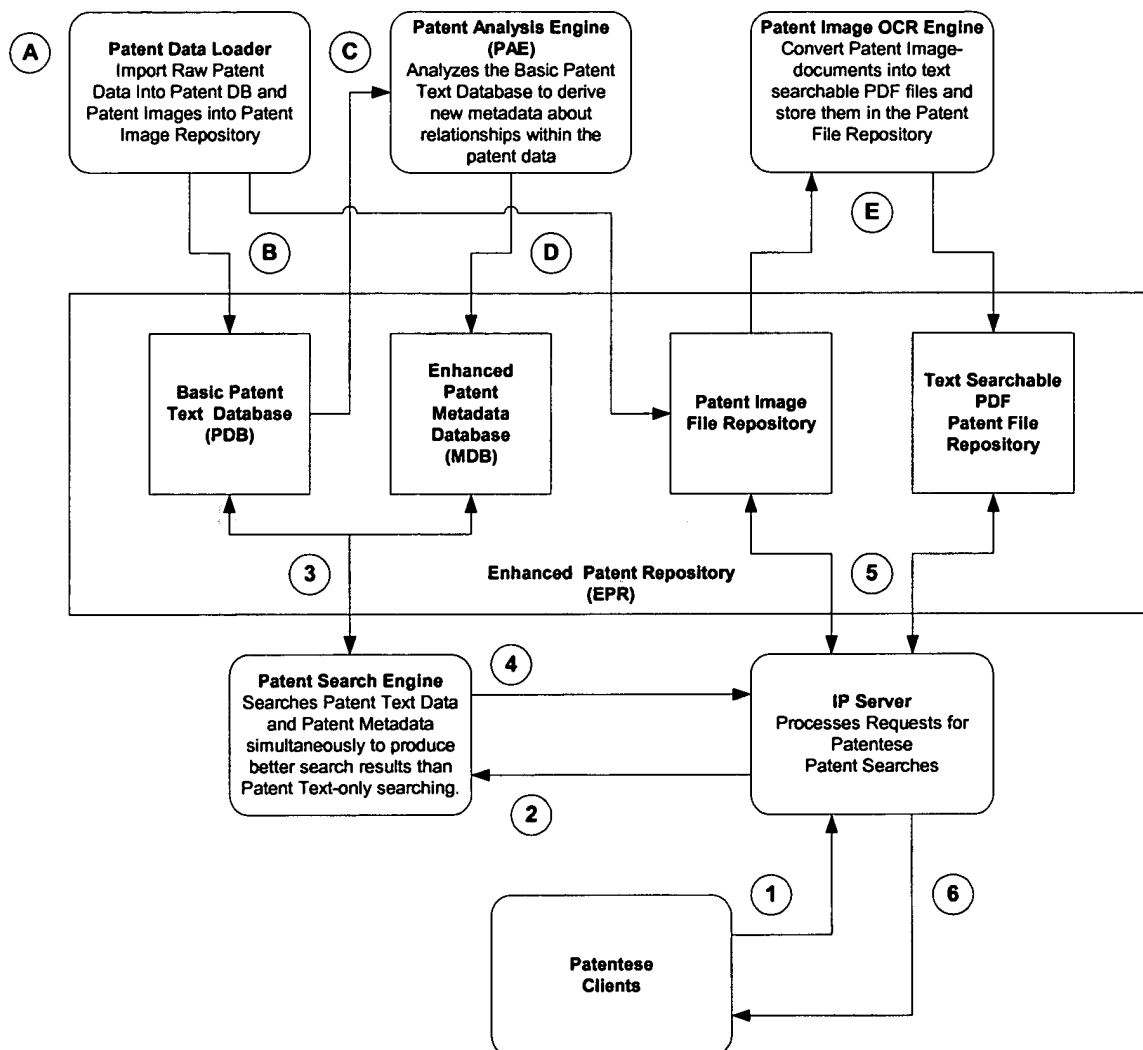 A
Patent Data Loader
Import Raw Patent
Data Into Patent DB and
Patent Images into Patent
Image Repository
C
Patent Analysis Engine
(PAE)
Analyzes the Basic Patent
Text Database to derive
new metadata about
relationships within the
patent data
Patent Image OCR Engine
Convert Patent Image-
documents into text
searchable PDF files and
store them in the Patent
File Repository
B
D
E
Basic Patent
Text Database
(PDB)
Enhanced
Patent
Metadata
Database
(MDB)
Patent Image
File Repository
Text Searchable
PDF
Patent File
Repository
3
Enhanced Patent Repository
(EPR)
5
Patent Search Engine
Searches Patent Text Data
and Patent Metadata
simultaneously to produce
better search results than
Patent Text-only searching.
4
2
IP Server
Processes Requests for
Patentese
Patent Searches
1
6
Patentese
Clients